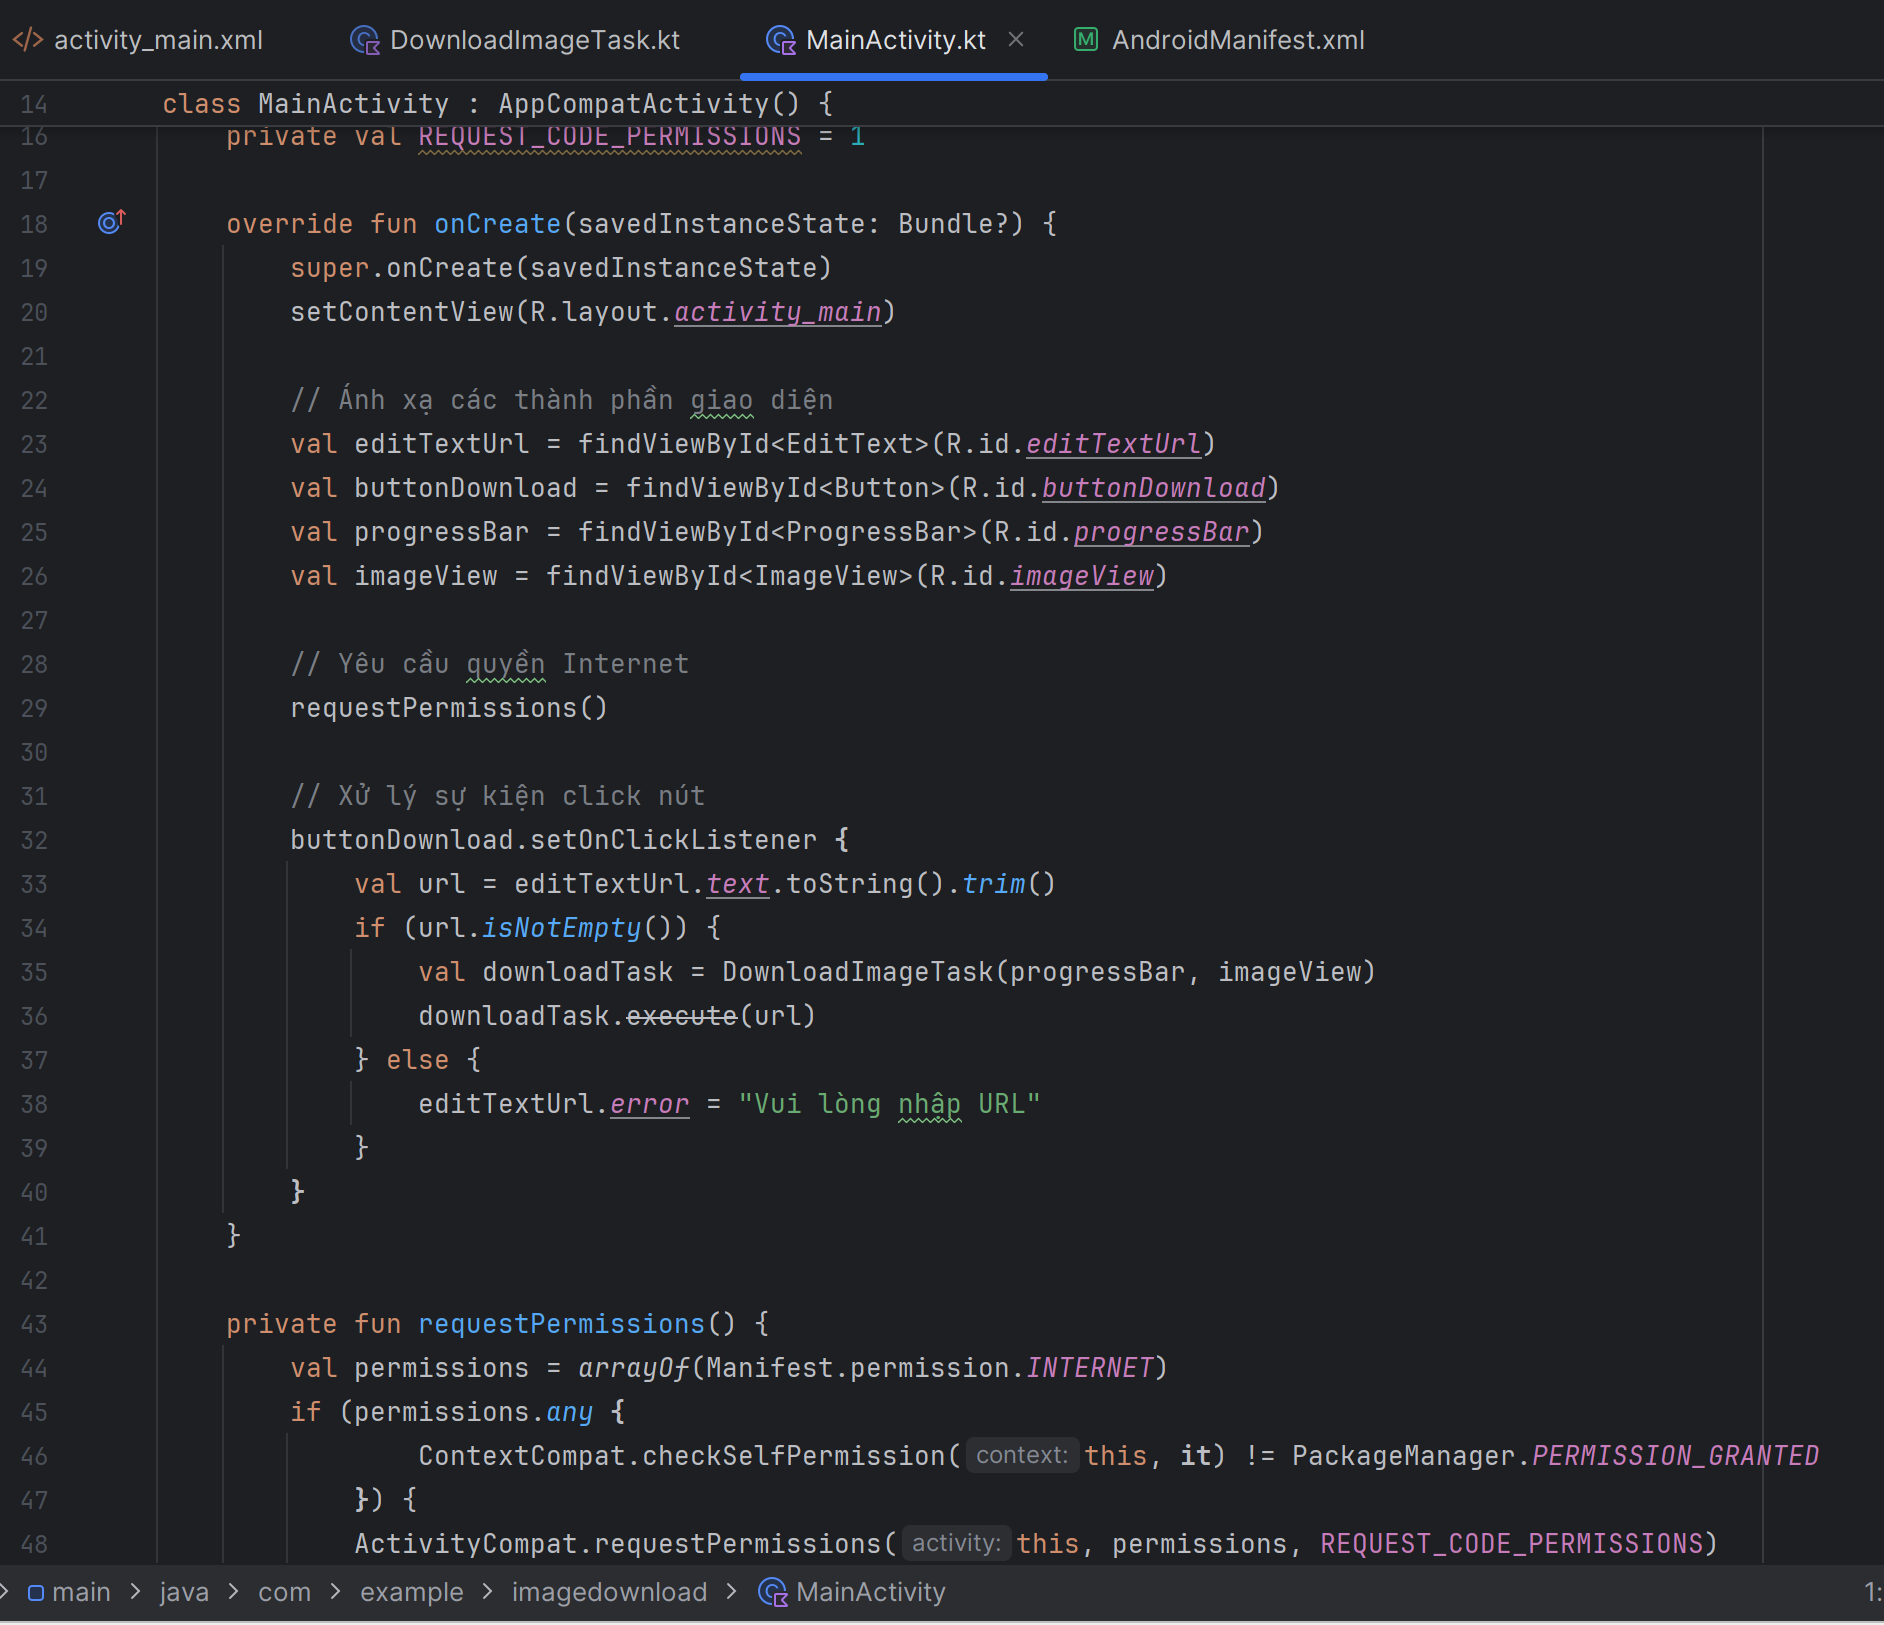 activity_main.xml DownloadImageTask.kt MainActivity.kt AndroidManifest.xml
14 class MainActivity : AppCompatActivity() {
16 private val REQUEST_CODE_PERMISSIONS = 1
17
18 override fun onCreate(savedInstanceState: Bundle?) {
19 super.onCreate(savedInstanceState)
20 setContentView(R.layout.activity_main)
21
22 // Ánh xạ các thành phần giao diện
23 val editTextUrl = findViewById<EditText>(R.id.editTextUrl)
24 val buttonDownload = findViewById<Button>(R.id.buttonDownload)
25 val progressBar = findViewById<ProgressBar>(R.id.progressBar)
26 val imageView = findViewById<ImageView>(R.id.imageView)
27
28 // Yêu cầu quyền Internet
29 requestPermissions()
30
31 // Xử lý sự kiện click nút
32 buttonDownload.setOnClickListener {
33 val url = editTextUrl.text.toString().trim()
34 if (url.isNotEmpty()) {
35 val downloadTask = DownloadImageTask(progressBar, imageView)
36 downloadTask.execute(url)
37 } else {
38 editTextUrl.error = "Vui lòng nhập URL"
39 }
40 }
41 }
42
43 private fun requestPermissions() {
44 val permissions = arrayOf(Manifest.permission.INTERNET)
45 if (permissions.any {
46 ContextCompat.checkSelfPermission( context: this, it) != PackageManager.PERMISSION_GRANTED
47 }) {
48 ActivityCompat.requestPermissions( activity: this, permissions, REQUEST_CODE_PERMISSIONS)
> main > java > com > example > imagedownload > MainActivity 1: